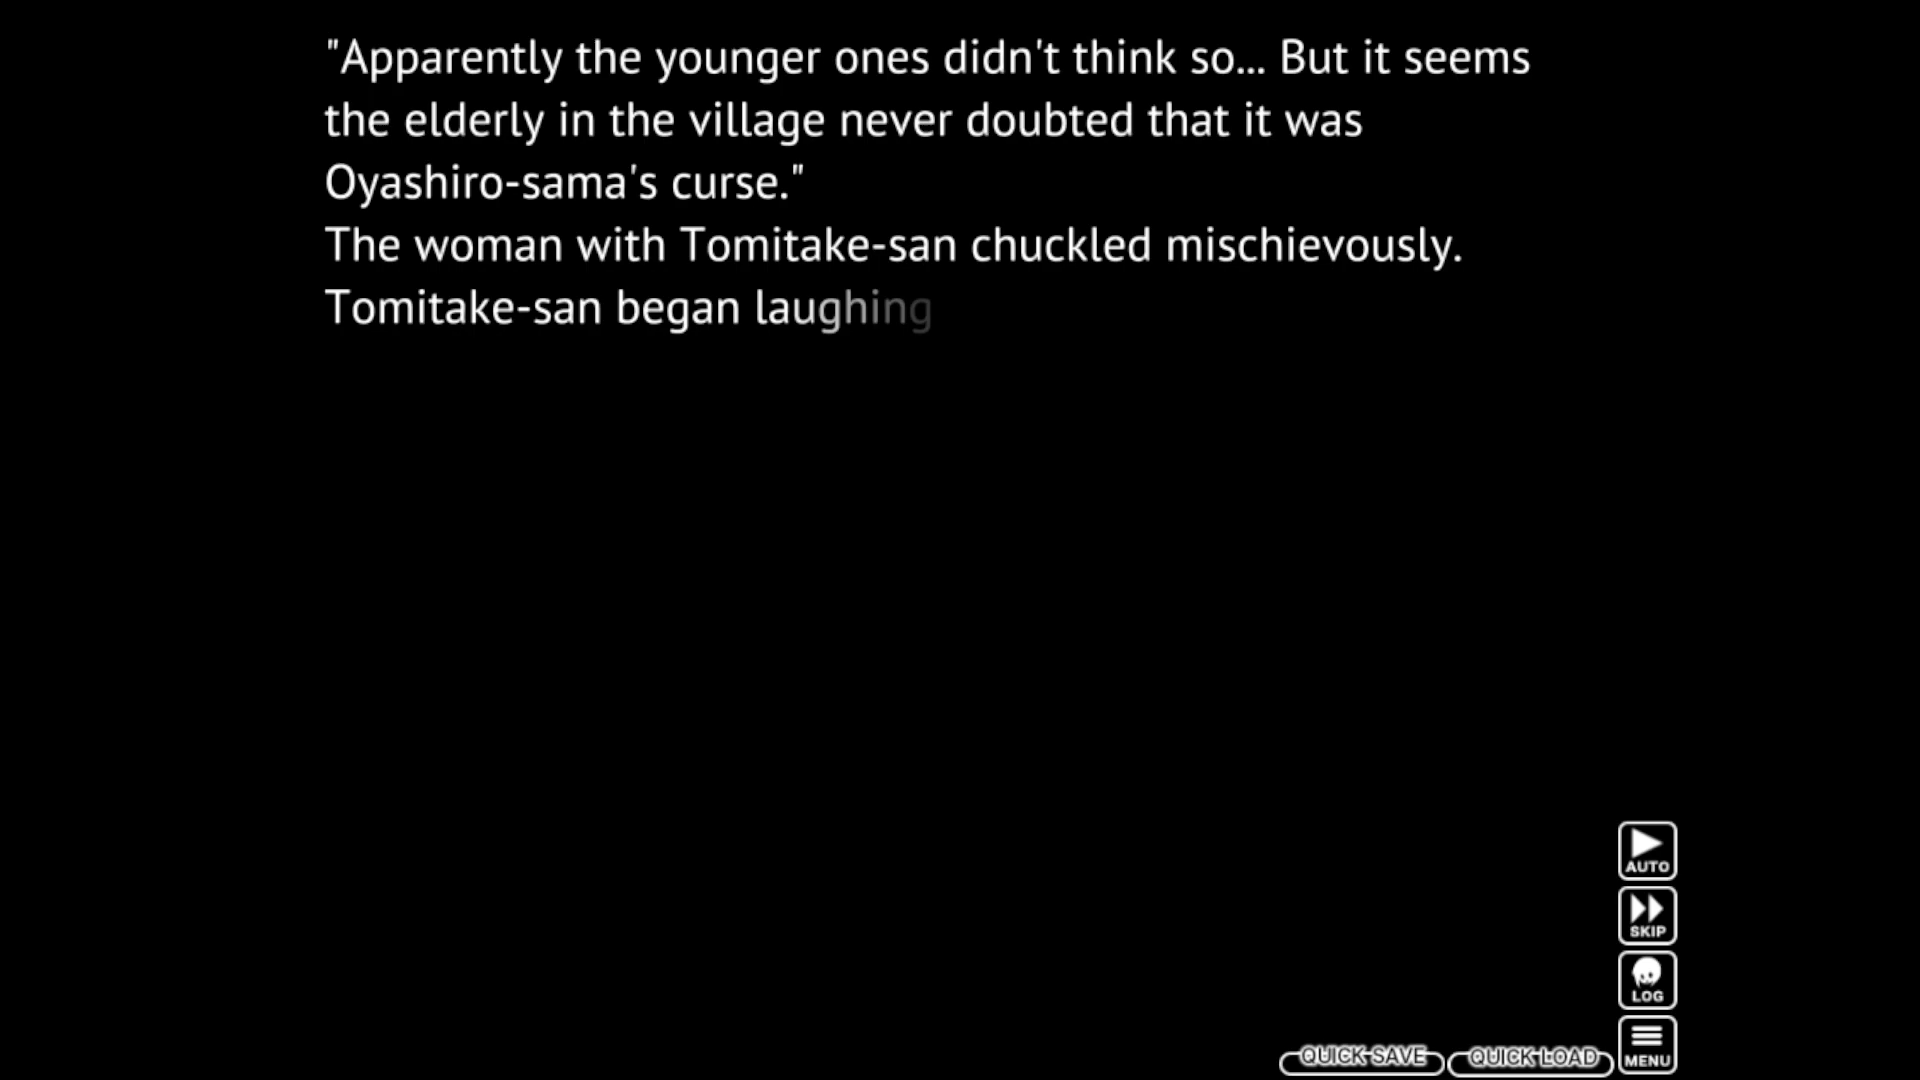 "Apparently the younger ones didn't think so... But it seems
the elderly in the village never doubted that it was
Oyashiro-sama's curse."
The woman with Tomitake-san chuckled mischievously.
Tomitake-san began laughing
AUTO
SKIP
LOG
QUICK SAVE QUICK LOAD MENU